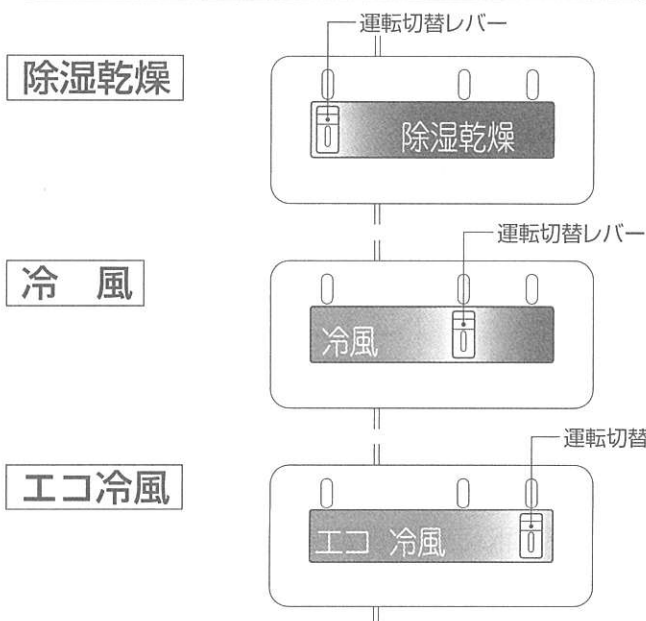 運転切替レバー
除湿乾燥
除湿乾燥
運転切替レバー
冷 風
冷風
運転切替
エコ冷風
エコ 冷風